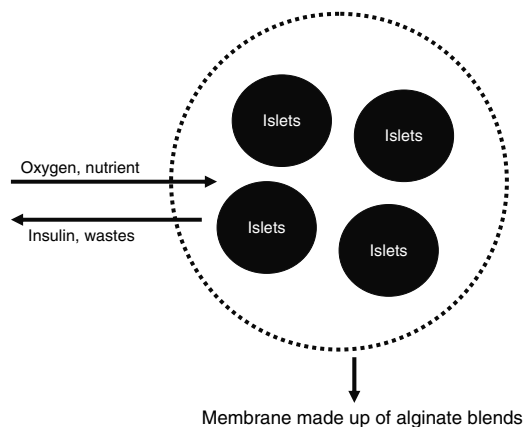 Islets
Islets
Oxygen, nutrient
Islets
Insulin, wastes
Islets
Membrane made up of alginate blends